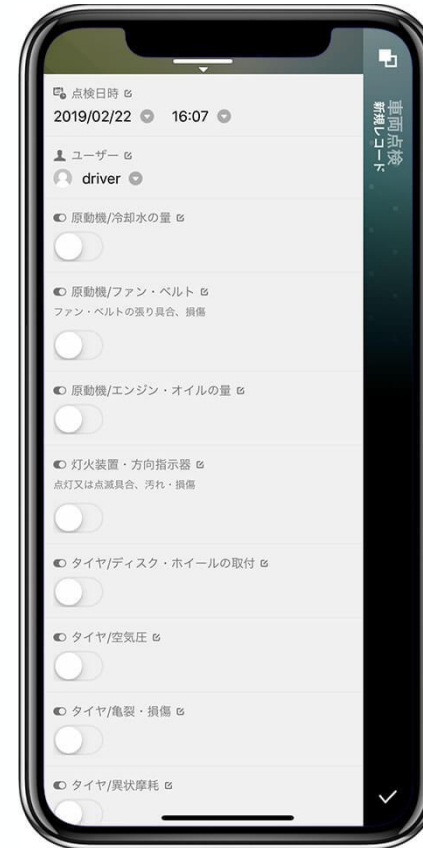 点検日時
2019/02/22 16:07
ユーザー
driver
原動機/冷却水の量
原動機/ファン・ベルト
ファン・ベルトの張り具合、損傷
原動機/エンジン・オイルの量
灯火装置・方向指示器
点灯又は点滅具合、汚れ・損傷
タイヤ/ディスク・ホイールの取付
タイヤ/空気圧
タイヤ/亀裂・損傷
タイヤ/異状摩耗
車両点検
新規レコード